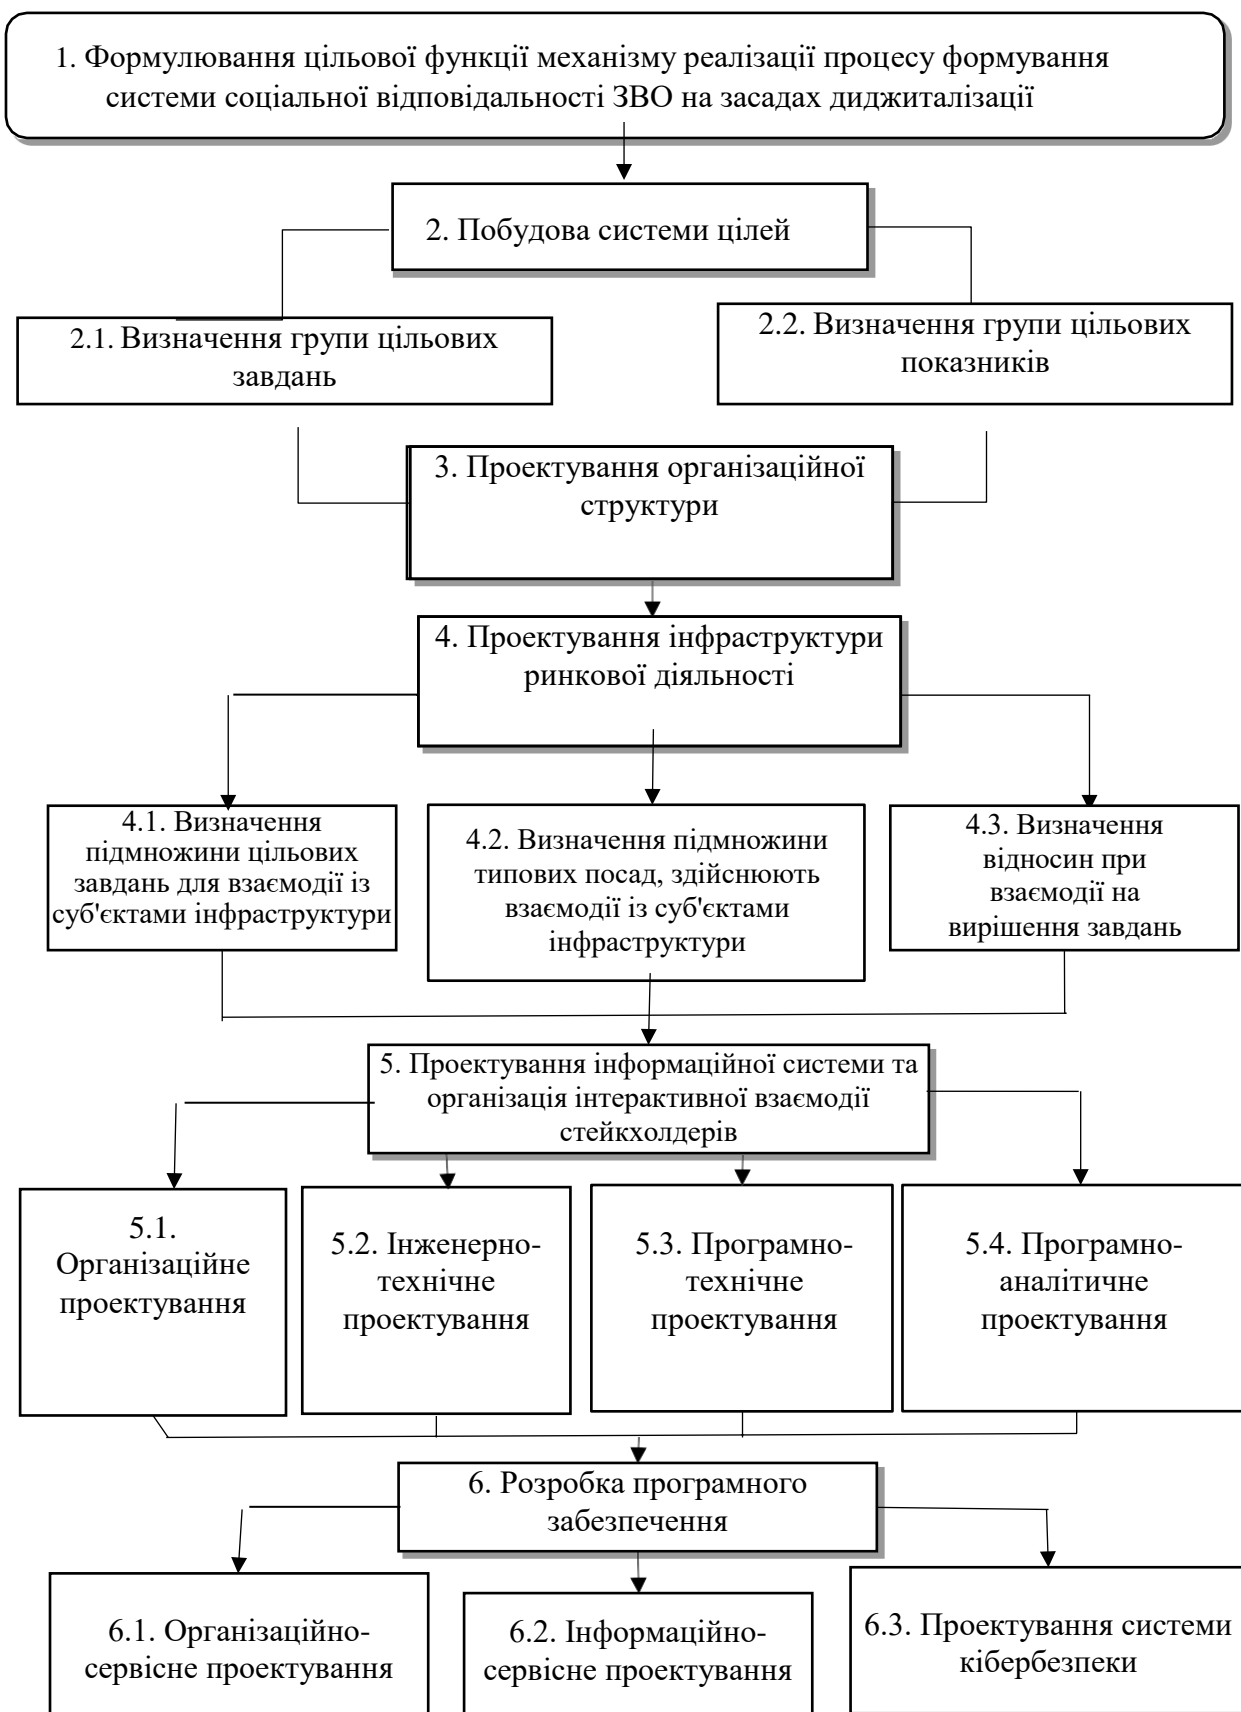 1. Формулювання цільової функції механізму реалізації процесу формування
системи соціальної відповідальності ЗВО на засадах диджиталізації
2. Побудова системи цілей
2.1. Визначення групи цільових
завдань
2.2. Визначення групи цільових
показників
3. Проектування організаційної
структури
4. Проектування інфраструктури
ринкової діяльності
4.1. Визначення
підмножини цільових
завдань для взаємодії із
суб'єктами інфраструктури
4.2. Визначення підмножини
типових посад, здійснюють
взаємодії із суб'єктами
інфраструктури
4.3. Визначення
відносин при
взаємодії на
вирішення завдань
5. Проектування інформаційної системи та
організація інтерактивної взаємодії
стейкхолдерів
5.1.
Організаційне
проектування
5.2. Інженерно-
технічне
проектування
5.3. Програмно-
технічне
проектування
5.4. Програмно-
аналітичне
проектування
6. Розробка програмного
забезпечення
6.1. Організаційно-
сервісне проектування
6.2. Інформаційно-
сервісне проектування
6.3. Проектування системи
кібербезпеки